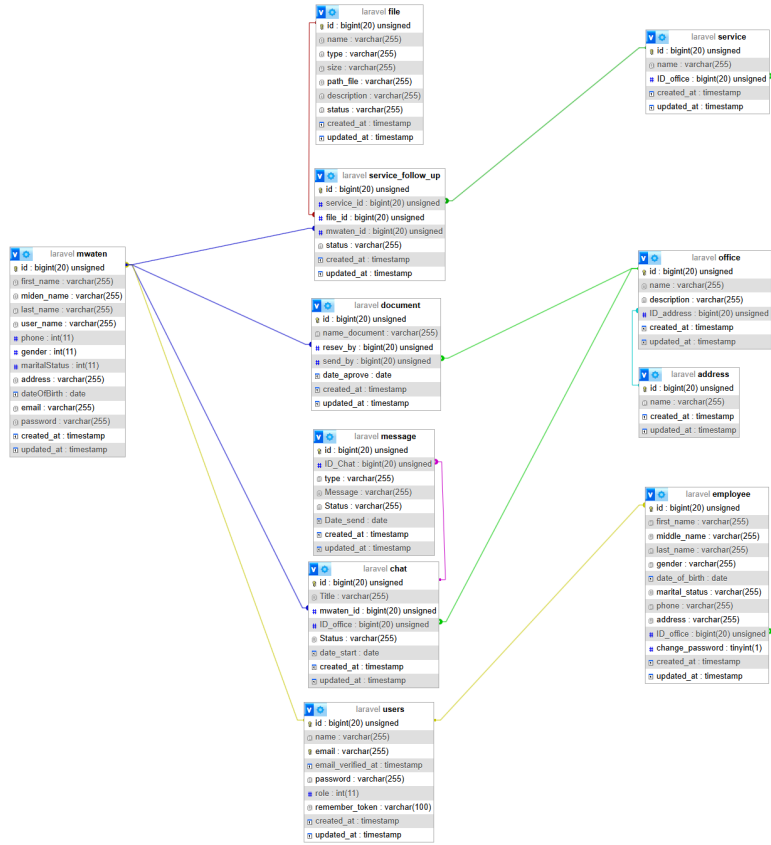 laravel file
id : bigint(20) unsigned
name : varchar(255)
type : varchar(255)
size : varchar(255)
path_file : varchar(255)
description : varchar(255)
status : varchar(255)
created_at : timestamp
updated_at : timestamp
laravel service
id : bigint(20) unsigned
name : varchar(255)
ID_office : bigint(20) unsigned
created_at : timestamp
updated_at : timestamp
laravel service_follow_up
id : bigint(20) unsigned
service_id : bigint(20) unsigned
file_id : bigint(20) unsigned
mwaten_id : bigint(20) unsigned
status : varchar(255)
created_at : timestamp
updated_at : timestamp
laravel mwaten
id : bigint(20) unsigned
first_name : varchar(255)
miden_name : varchar(255)
last_name : varchar(255)
user_name : varchar(255)
phone : int(11)
gender : int(11)
maritalStatus : int(11)
address : varchar(255)
dateOfBirth : date
email : varchar(255)
password : varchar(255)
created_at : timestamp
updated_at : timestamp
laravel office
id : bigint(20) unsigned
name : varchar(255)
description : varchar(255)
ID_address : bigint(20) unsigned
created_at : timestamp
updated_at : timestamp
laravel document
id : bigint(20) unsigned
name_document : varchar(255)
resev_by : bigint(20) unsigned
send_by : bigint(20) unsigned
date_aprove : date
created_at : timestamp
updated_at : timestamp
laravel address
id : bigint(20) unsigned
name : varchar(255)
created_at : timestamp
updated_at : timestamp
laravel message
id : bigint(20) unsigned
ID_Chat : bigint(20) unsigned
type : varchar(255)
Message : varchar(255)
Status : varchar(255)
Date_send : date
created_at : timestamp
updated_at : timestamp
laravel employee
id : bigint(20) unsigned
first_name : varchar(255)
middle_name : varchar(255)
last_name : varchar(255)
gender : varchar(255)
date_of_birth : date
marital_status : varchar(255)
phone : varchar(255)
address : varchar(255)
ID_office : bigint(20) unsigned
change_password : tinyint(1)
created_at : timestamp
updated_at : timestamp
laravel chat
id : bigint(20) unsigned
Title : varchar(255)
mwaten_id : bigint(20) unsigned
ID_office : bigint(20) unsigned
Status : varchar(255)
date_start : date
created_at : timestamp
updated_at : timestamp
laravel users
id : bigint(20) unsigned
name : varchar(255)
email : varchar(255)
email_verified_at : timestamp
password : varchar(255)
role : int(11)
remember_token : varchar(100)
created_at : timestamp
updated_at : timestamp